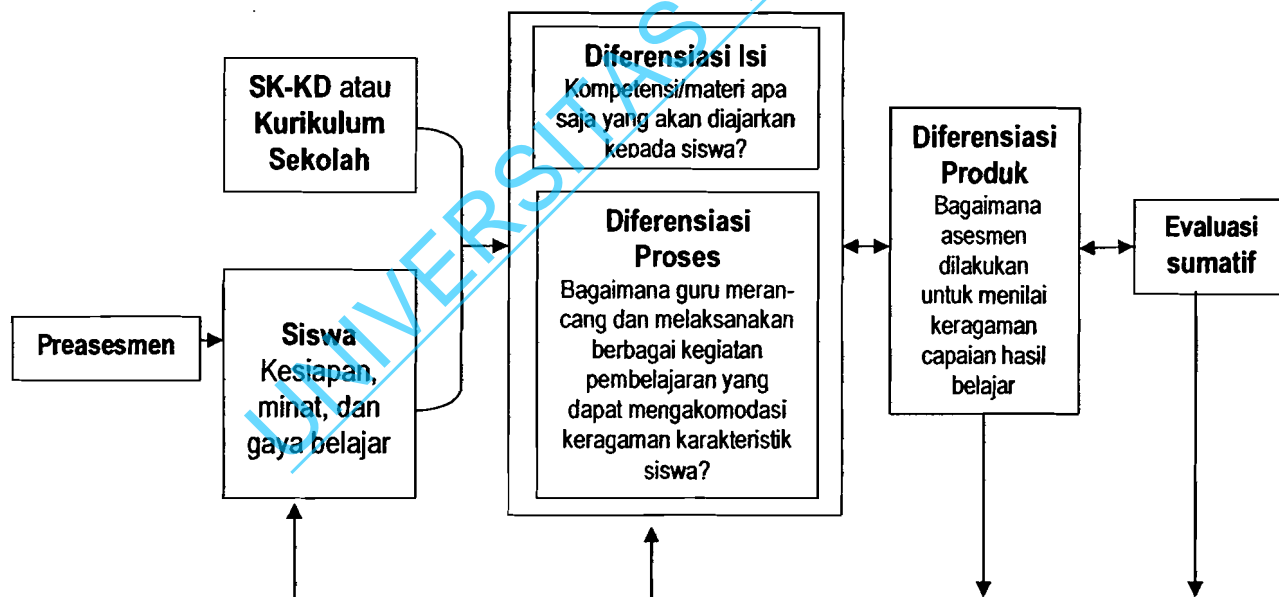 Preasesmen
SK-KD atau
Kurikulum
Sekolah
Siswa
Kesiapan,
minat, dan
gaya belajar
Diferensiasi Isi
Kompetensi/materi apa
saja yang akan diajarkan
kepada siswa?
Diferensiasi
Proses
Bagaimana guru meran-
cang dan melaksanakan
berbagai kegiatan
pembelajaran yang
dapat mengakomodasi
keragaman karakteristik
siswa?
Diferensiasi
Produk
Bagaimana
asesmen
dilakukan
untuk menilai
keragaman
capaian hasil
belajar
Evaluasi
sumatif
UNIVERSITAS